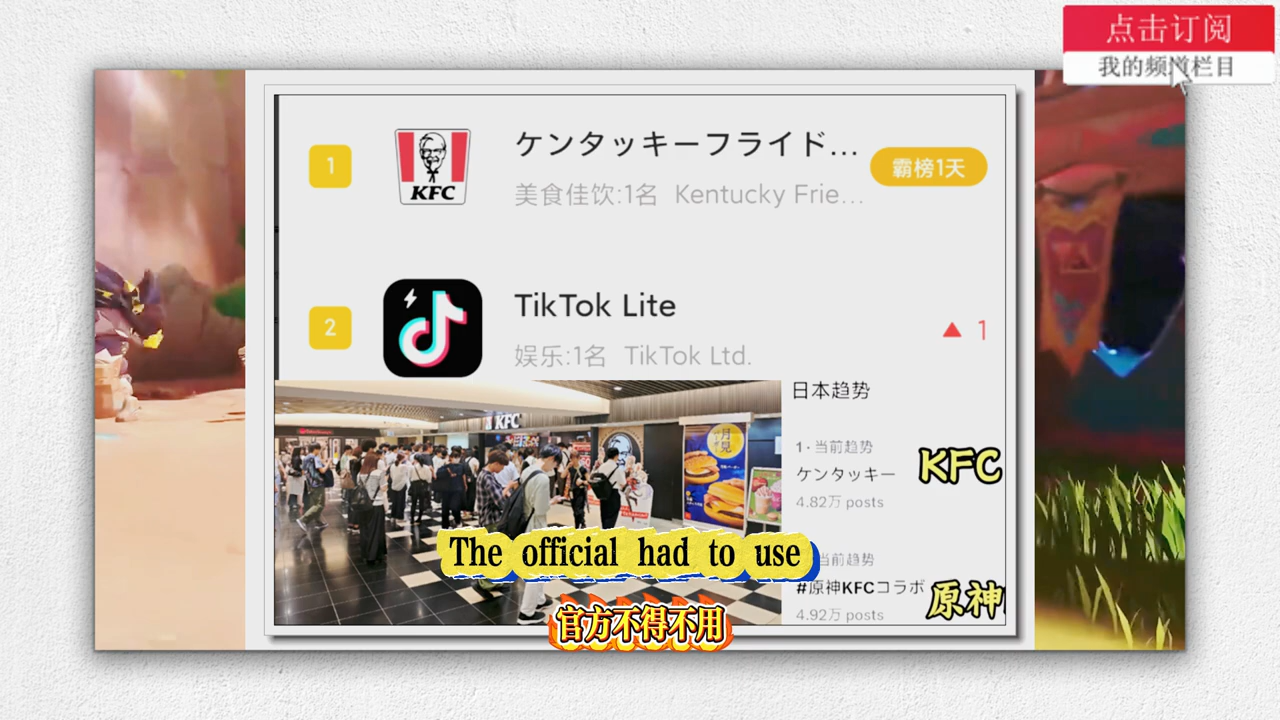 点击订阅
我的频道栏目
1
KFC
ケンタッキーフライド...
霸榜1天
美食佳饮:1名 Kentucky Frie...
2
TikTok Lite
1
娱乐:1名 TikTok Ltd.
日本趋势
KFC
1·当前趋势
ケンタッキー
KFC
4.82万 posts
月見
The official had to use
当前趋势
#原神KFCコラボ
原神
4.92万 posts
官方不得不用